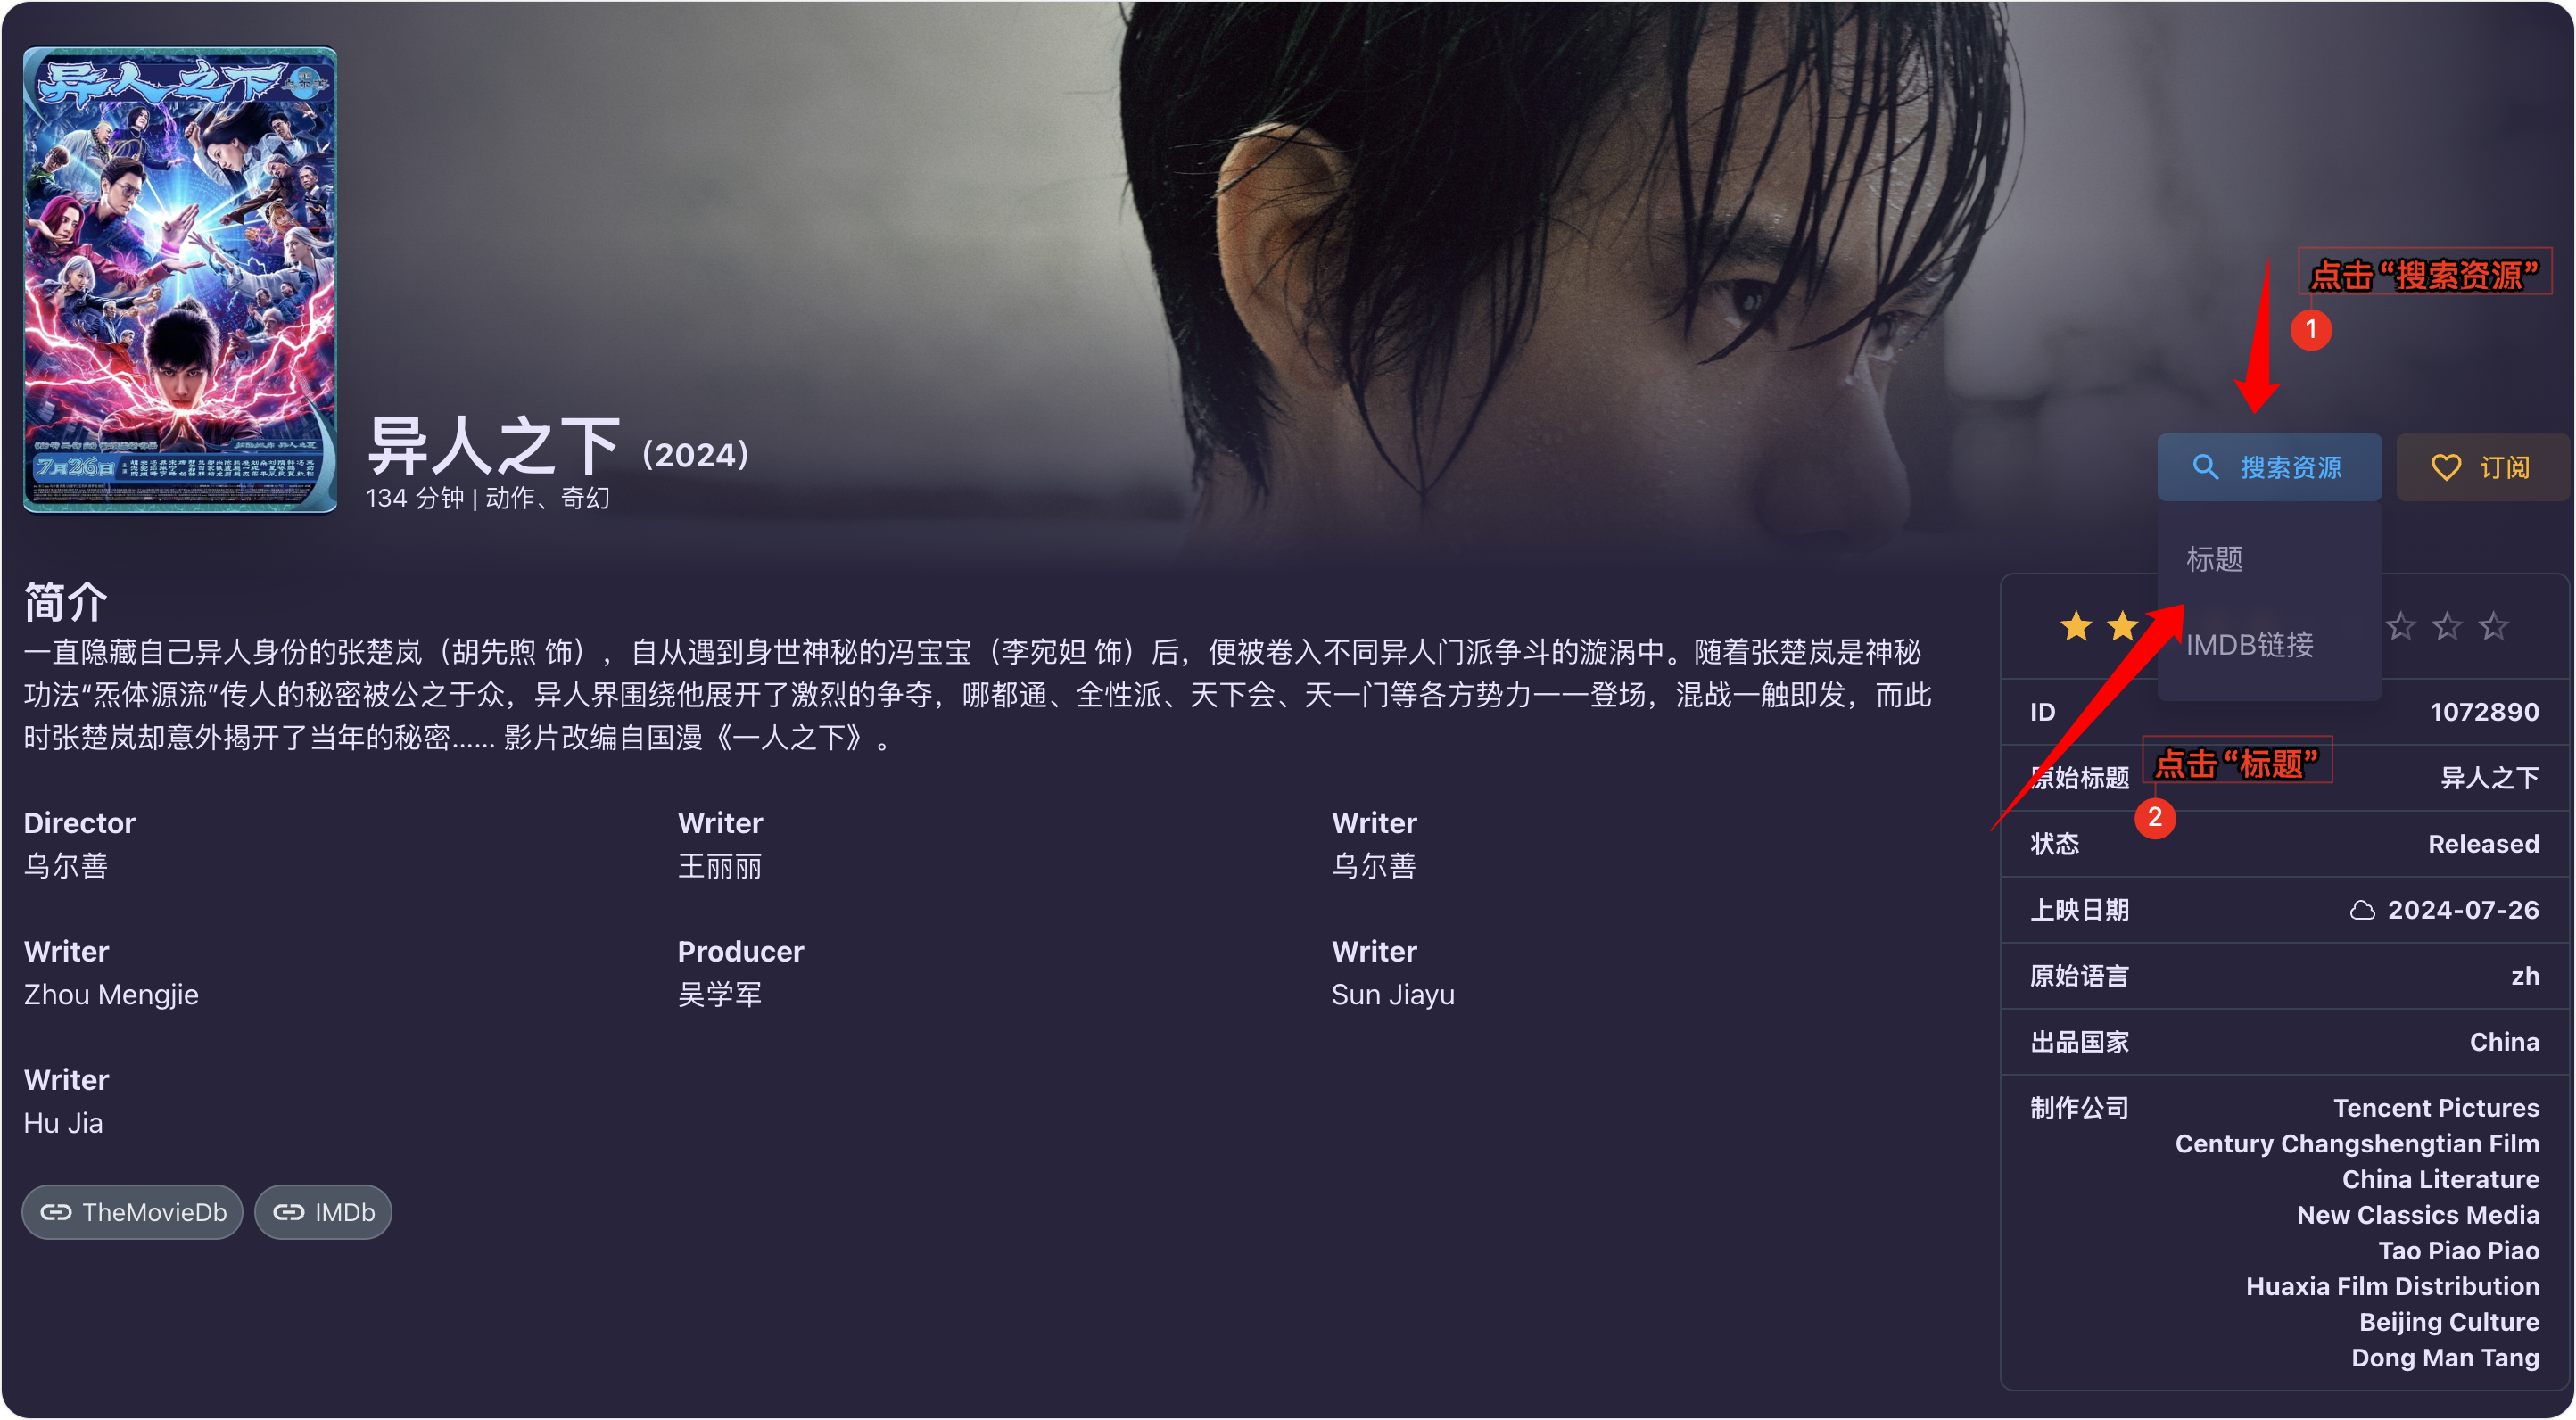 异人之下
7月26日
异人之下 (2024)
134 分钟 | 动作、奇幻
点击“搜索资源”
1
搜索资源
订阅
标题
IMDB链接
简介
一直隐藏自己异人身份的张楚岚（胡先煦 饰），自从遇到身世神秘的冯宝宝（李宛妲 饰）后，便被卷入不同异人门派争斗的漩涡中。随着张楚岚是神秘
功法“炁体源流”传人的秘密被公之于众，异人界围绕他展开了激烈的争夺，哪都通、全性派、天下会、天一门等各方势力一一登场，混战一触即发，而此
时张楚岚却意外揭开了当年的秘密…… 影片改编自国漫《一人之下》。
Director
乌尔善
Writer
王丽丽
Writer
乌尔善
Writer
Zhou Mengjie
Producer
吴学军
Writer
Sun Jiayu
Writer
Hu Jia
TheMovieDb
IMDb
ID 1072890
点击“标题”
2
原始标题 异人之下
状态 Released
上映日期 2024-07-26
原始语言 zh
出品国家 China
制作公司 Tencent Pictures
Century Changshengtian Film
China Literature
New Classics Media
Tao Piao Piao
Huaxia Film Distribution
Beijing Culture
Dong Man Tang